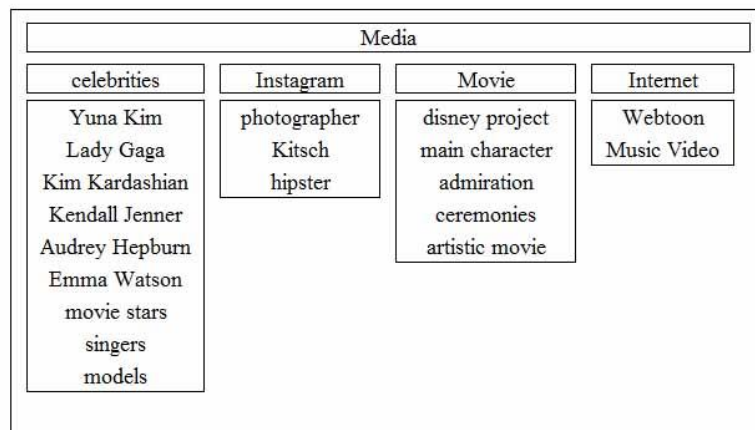 Media
celebrities
Yuna Kim
Lady Gaga
Kim Kardashian
Kendall Jenner
Audrey Hepburn
Emma Watson
movie stars
singers
models
Instagram
photographer
Kitsch
hipster
Movie
disney project
main character
admiration
ceremonies
artistic movie
Internet
Webtoon
Music Video